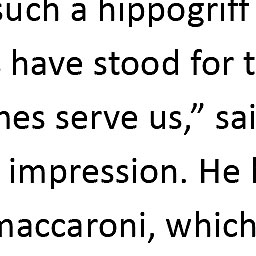 such a hippogriff
have stood for t
nes serve us,” sai
impression. He
maccaroni, which